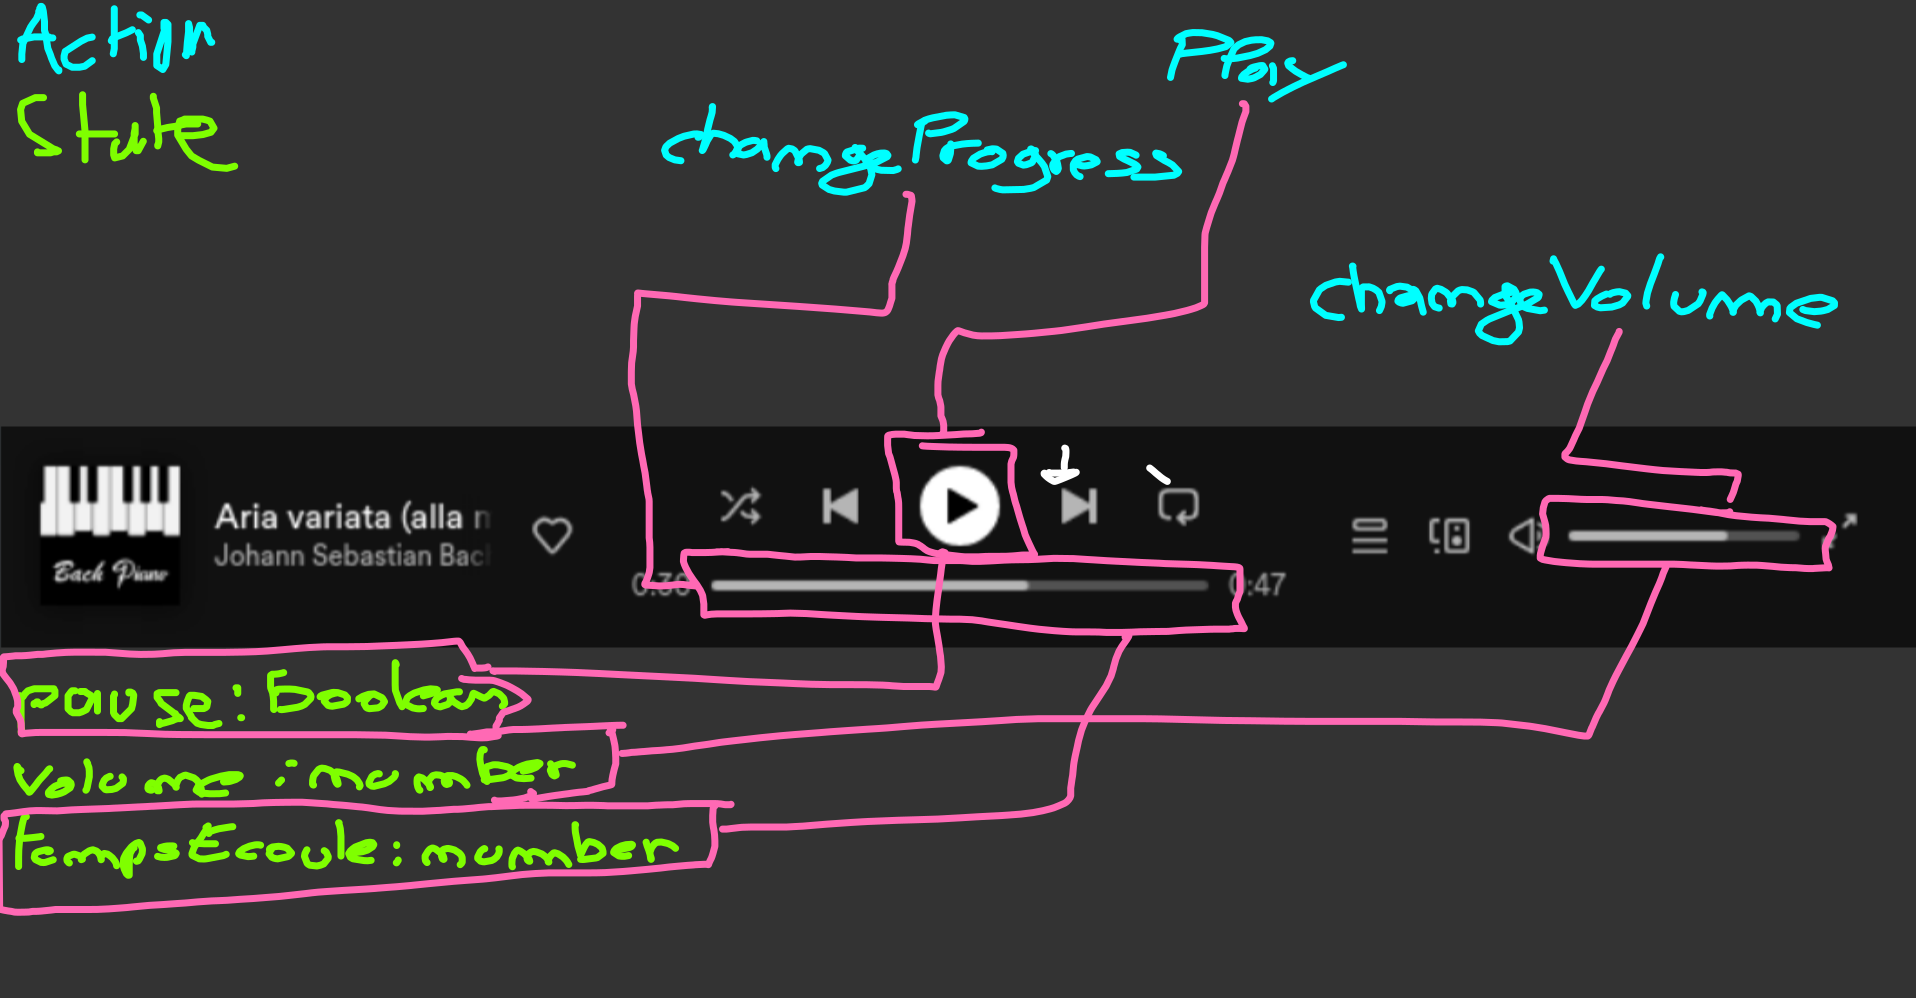 Action
State
Play
changeProgress
changeVolume
Aria variata (alla
Johann Sebastian Bac
Bach Piano
0:30
0:47
pause: boolean
volume: number
tempsEcoule: number